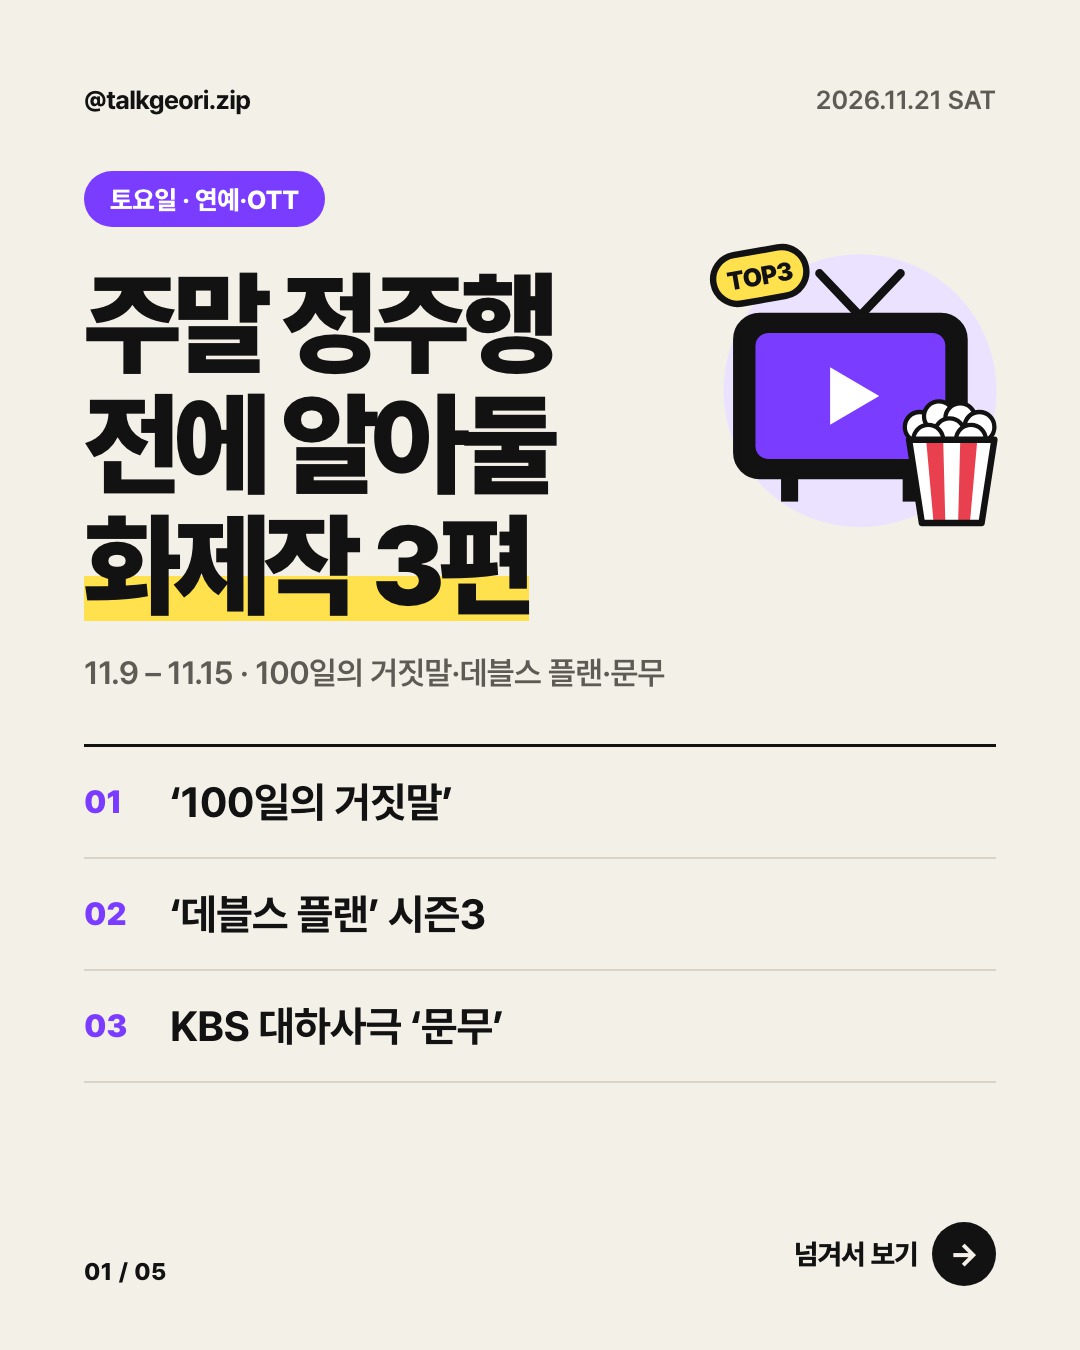 @talkgeori.zip
2026.11.21 SAT
토요일 · 연예·OTT
TOP3
주말 정주행
전에 알아둘
화제작 3편
11.9 – 11.15 · 100일의 거짓말·데블스 플랜·문무
01 ‘100일의 거짓말’
02 ‘데블스 플랜’ 시즌3
03 KBS 대하사극 ‘문무’
넘겨서 보기 →
01 / 05